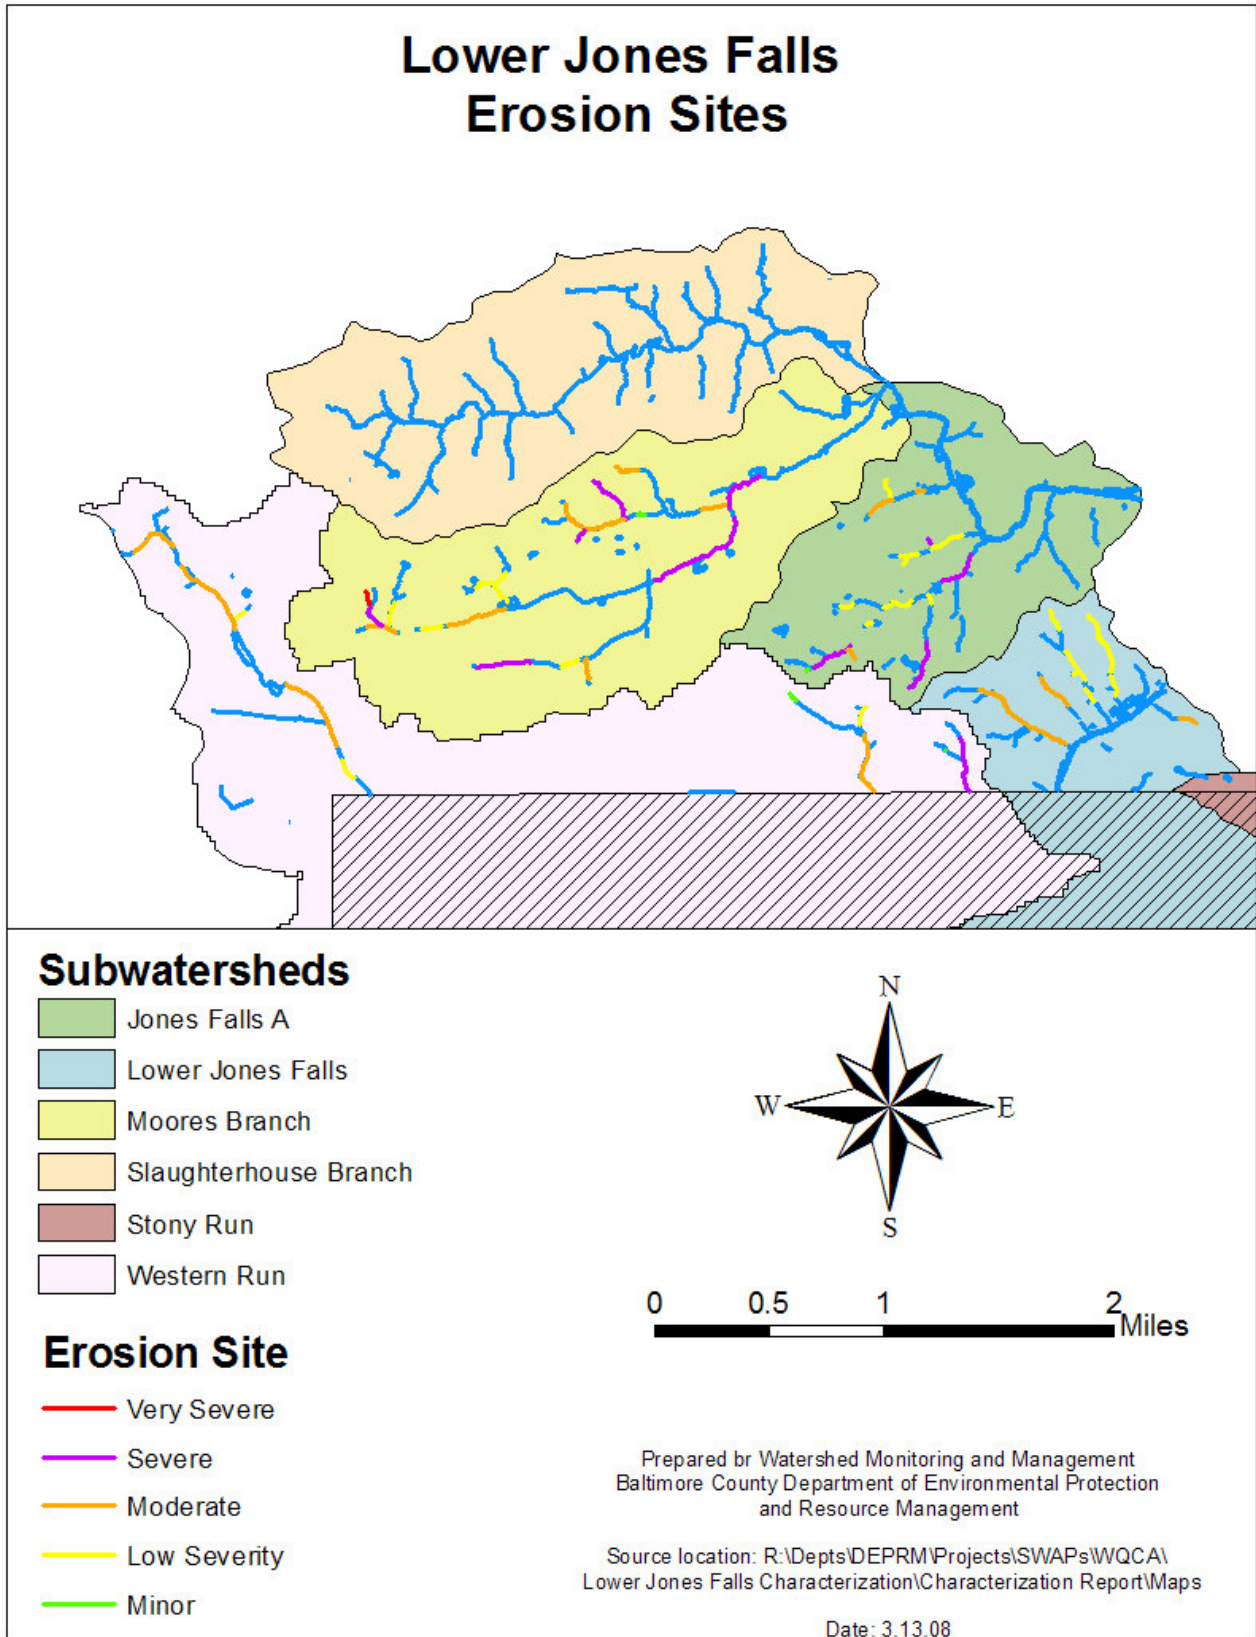 Lower Jones Falls
Erosion Sites
Subwatersheds
Jones Falls A
Lower Jones Falls
Moores Branch
Slaughterhouse Branch
Stony Run
Western Run
Erosion Site
Very Severe
Severe
Moderate
Low Severity
Minor
N
W
E
S
0 0.5 1 2
Miles
Prepared br Watershed Monitoring and Management
Baltimore County Department of Environmental Protection
and Resource Management
Source location: R:\Depts\DEPRM\Projects\SWAPs\WQCA\
Lower Jones Falls Characterization\Characterization Report\Maps
Date: 3.13.08